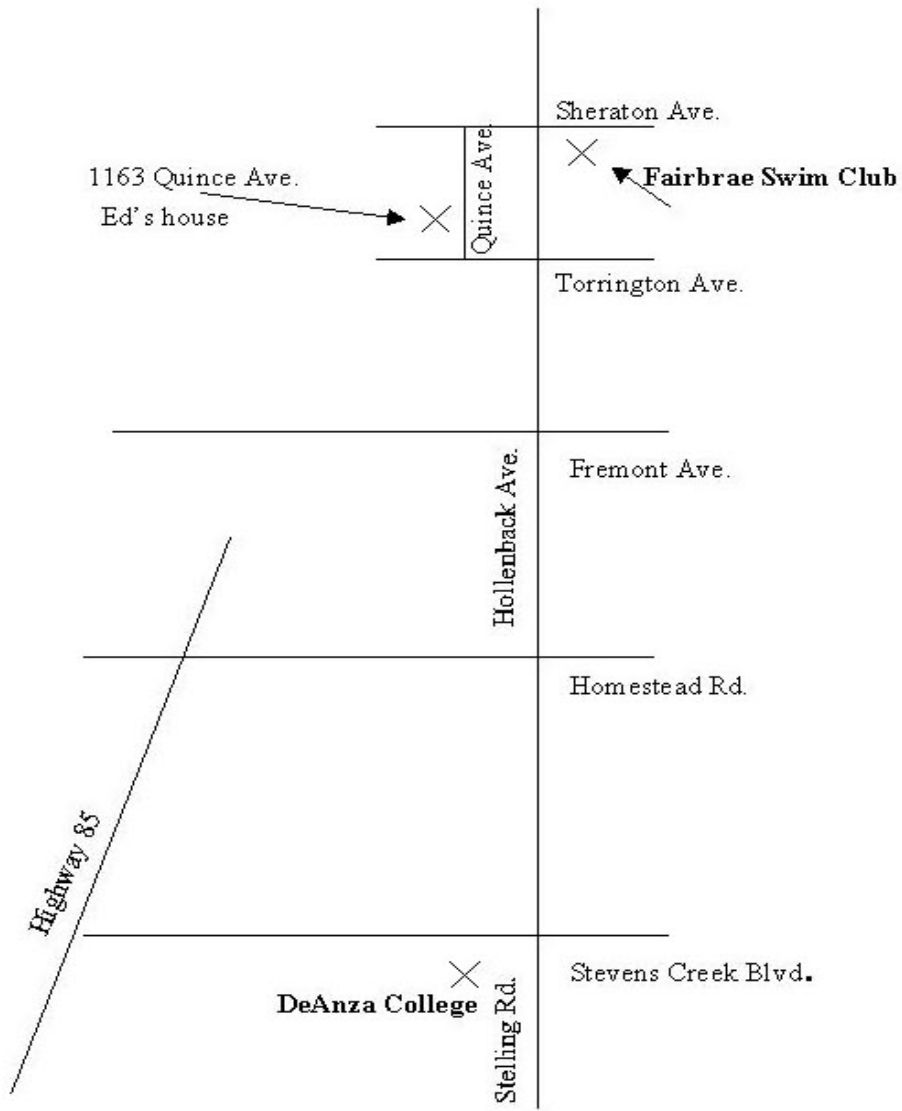 Sheraton Ave.
Quince Ave.
1163 Quince Ave.
Ed's house
Fairbrae Swim Club
Torrington Ave.
Fremont Ave.
Hollenback Ave.
Homestead Rd.
Highway 85
Stevens Creek Blvd.
DeAnza College
Stelling Rd.